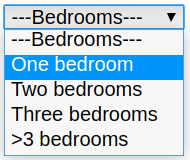 ---Bedrooms---
---Bedrooms---
One bedroom
Two bedrooms
Three bedrooms
>3 bedrooms